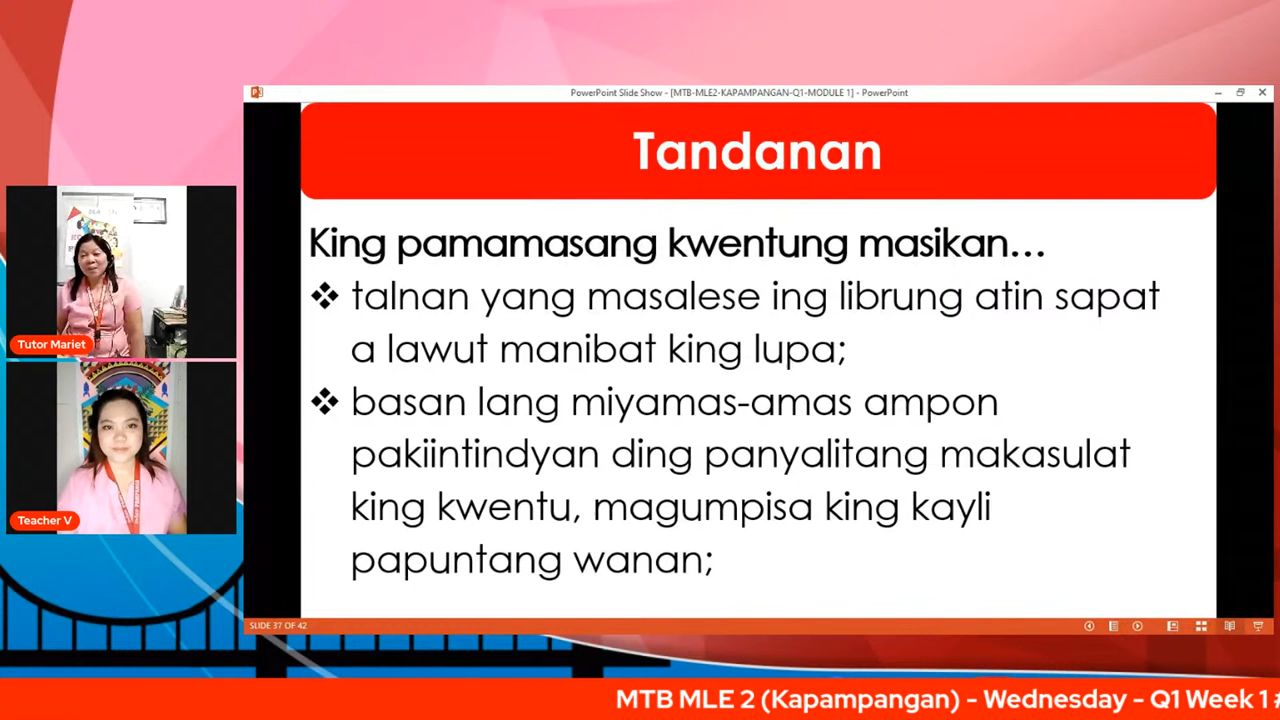 PowerPoint Slide Show - [MTB-MLE2-KAPAMPANGAN-Q1-MODULE 1] - PowerPoint
Tandanan
King pamamasang kwentung masikan...
❖ talnan yang masalese ing librung atin sapat
a lawut manibat king lupa;
❖ basan lang miyamas-amas ampon
pakiintindyan ding panyalitang makasulat
king kwentu, magumpisa king kayli
papuntang wanan;
Tutor Mariet
Teacher V
SLIDE 37 OF 42
MTB MLE 2 (Kapampangan) - Wednesday - Q1 Week 1